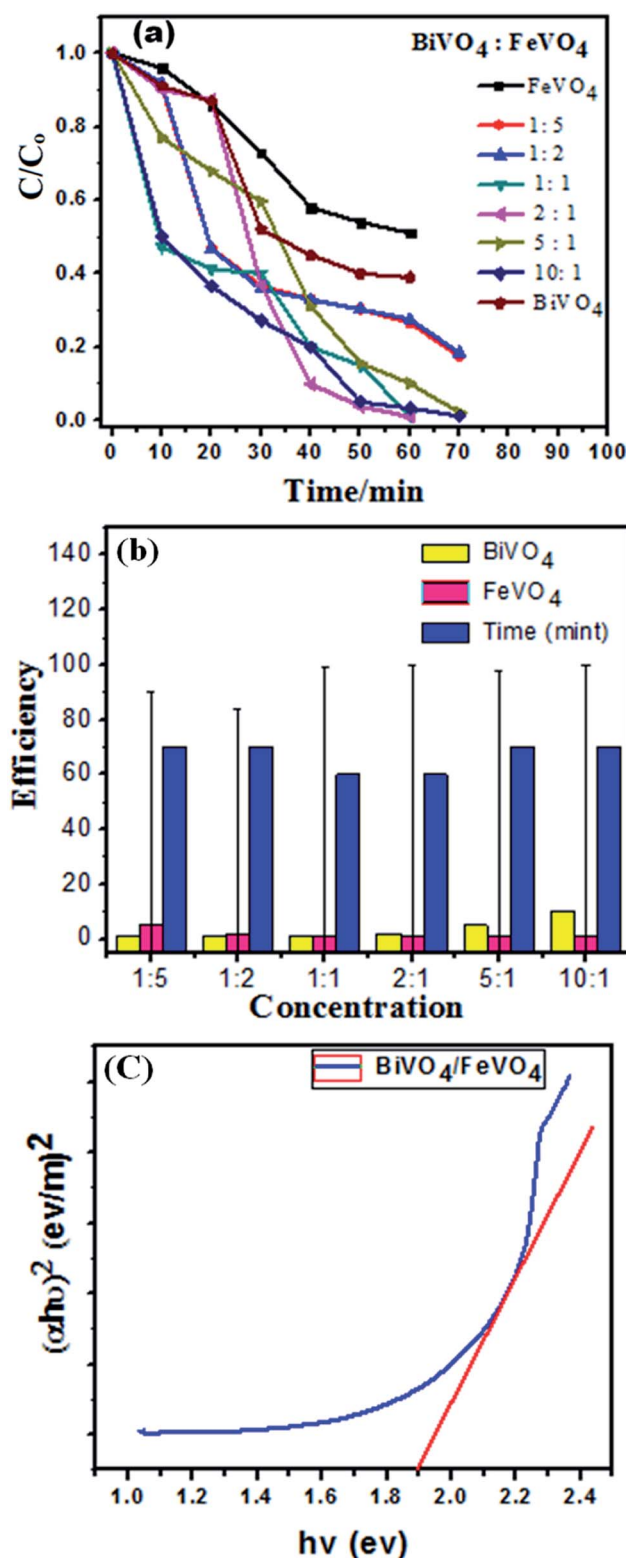 (a)
BiVO4 : FeVO4
FeVO4
1: 5
1: 2
1: 1
2 : 1
5 : 1
10: 1
BiVO4
C/Co
1.0
0.8
0.6
0.4
0.2
0.0
0 10 20 30 40 50 60 70 80 90 100
Time/min
(b)
BiVO4
FeVO4
Time (mint)
Efficiency
140
120
100
80
60
40
20
0
1:5 1:2 1:1 2:1 5:1 10:1
Concentration
(C)
BiVO4/FeVO4
(αhυ)2 (ev/m)2
1.0 1.2 1.4 1.6 1.8 2.0 2.2 2.4
hν (ev)